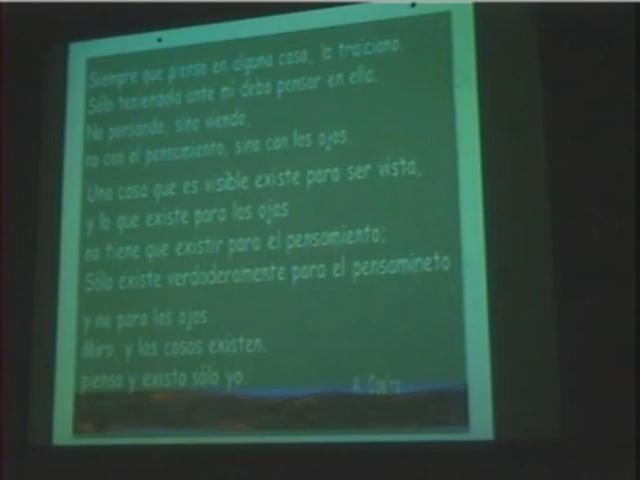 Siempre que pienso en alguna cosa, la traiciono.
Sólo teniéndola ante mí debo pensar en ella.
No pensando, sino viendo,
no con el pensamiento, sino con los ojos.
Una cosa que es visible existe para ser vista,
y lo que existe para los ojos
no tiene que existir para el pensamiento;
Sólo existe verdaderamente para el pensamineto
y no para los ojos
Miro, y las cosas existen.
pienso y existo sólo yo.
A.